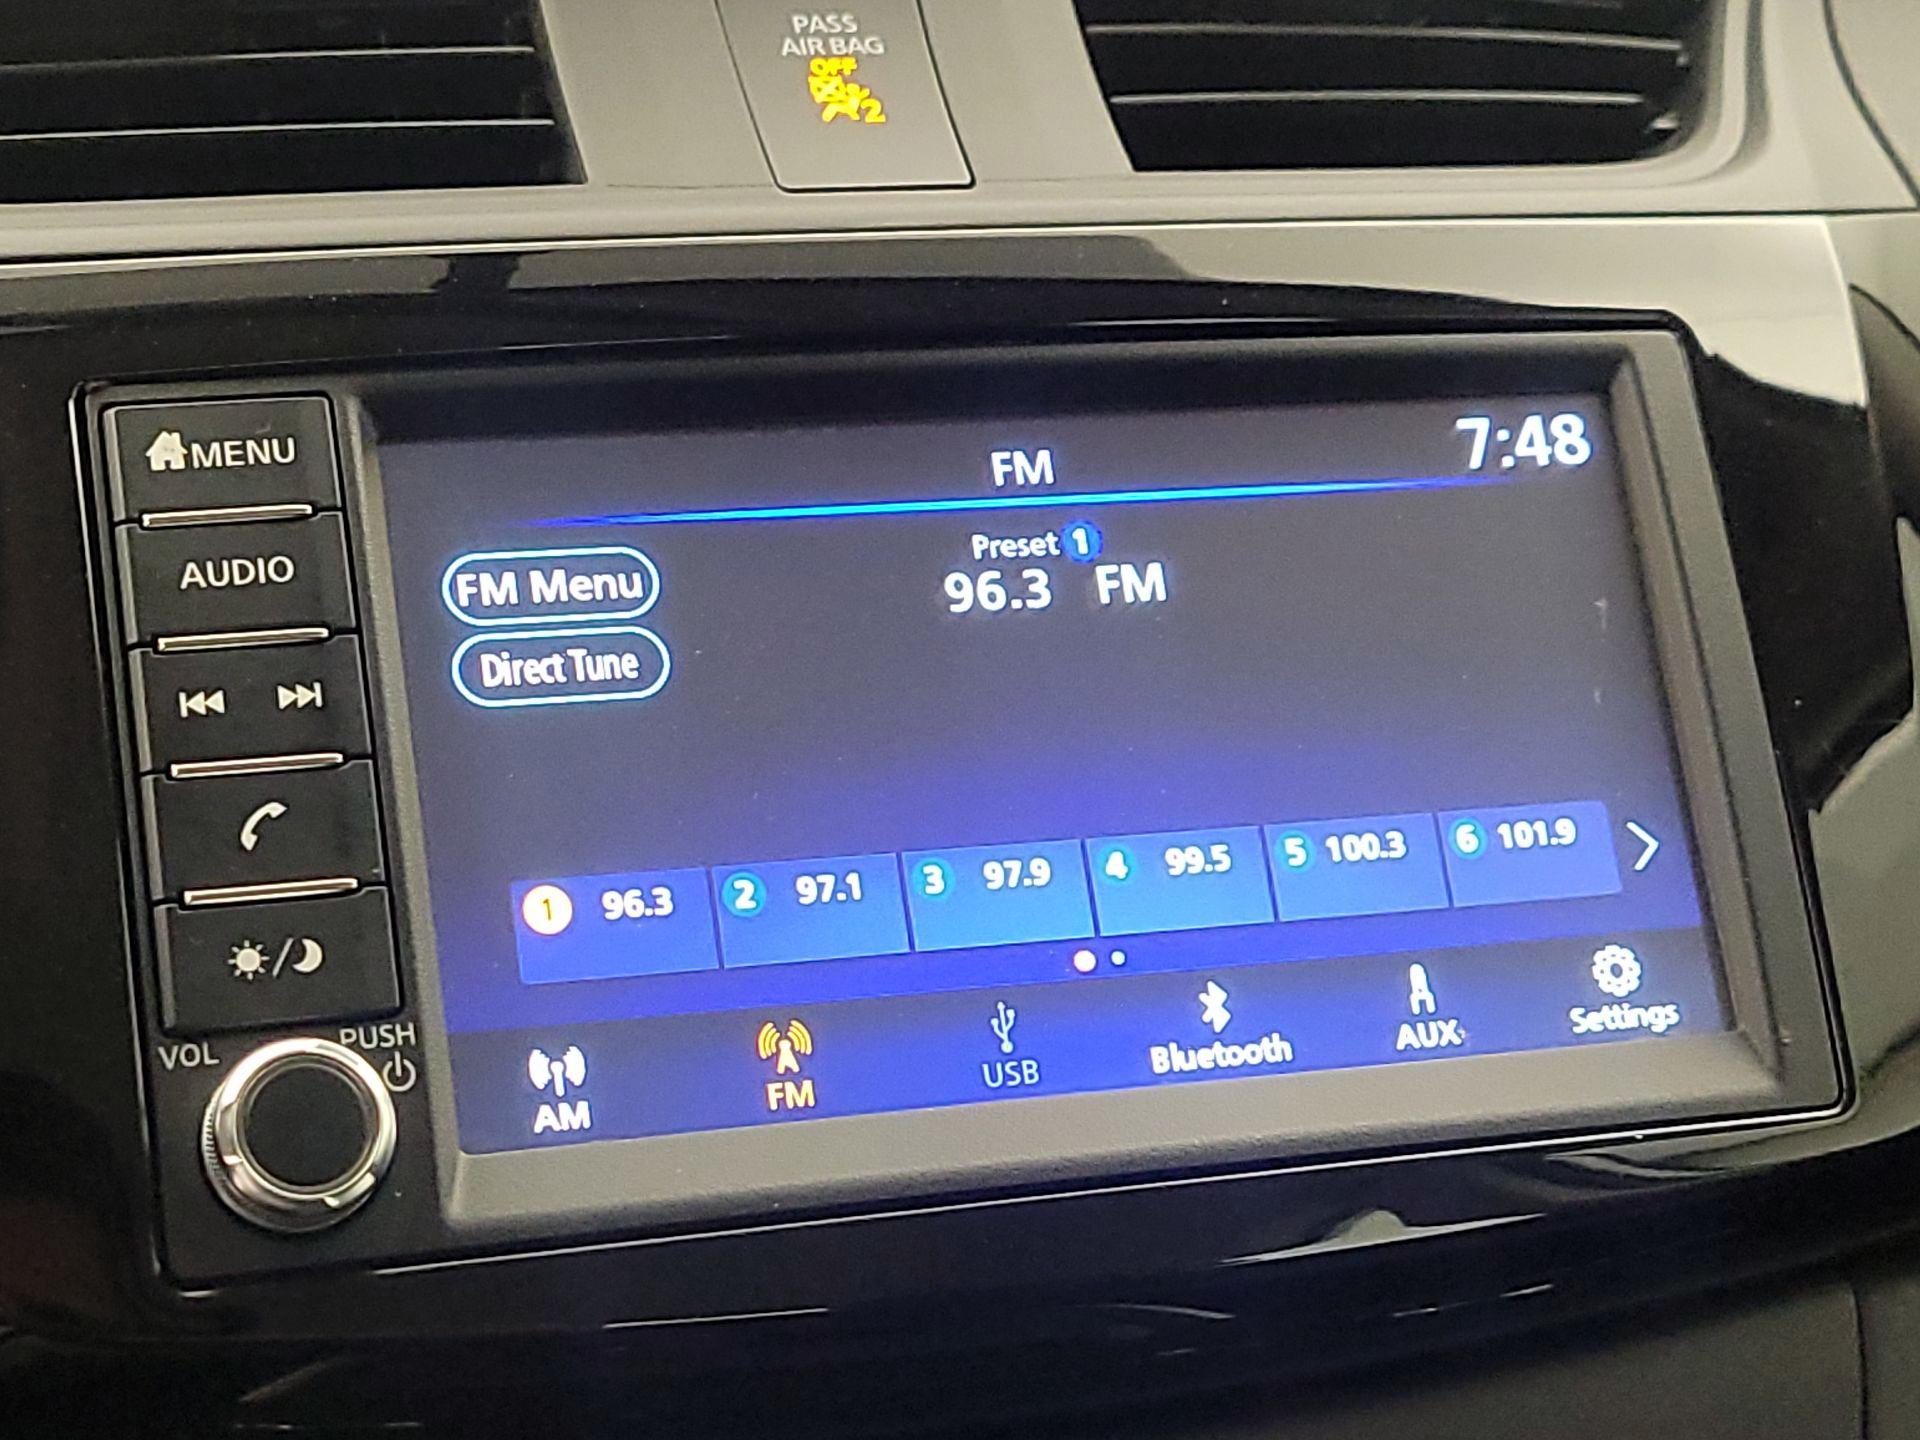 PASS
AIR BAG
OFF
2
MENU
AUDIO
VOL
PUSH
FM
7:48
Preset 1
96.3 FM
FM Menu
Direct Tune
1 96.3
2 97.1
3 97.9
4 99.5
5 100.3
6 101.9
AM
FM
USB
Bluetooth
AUX
Settings